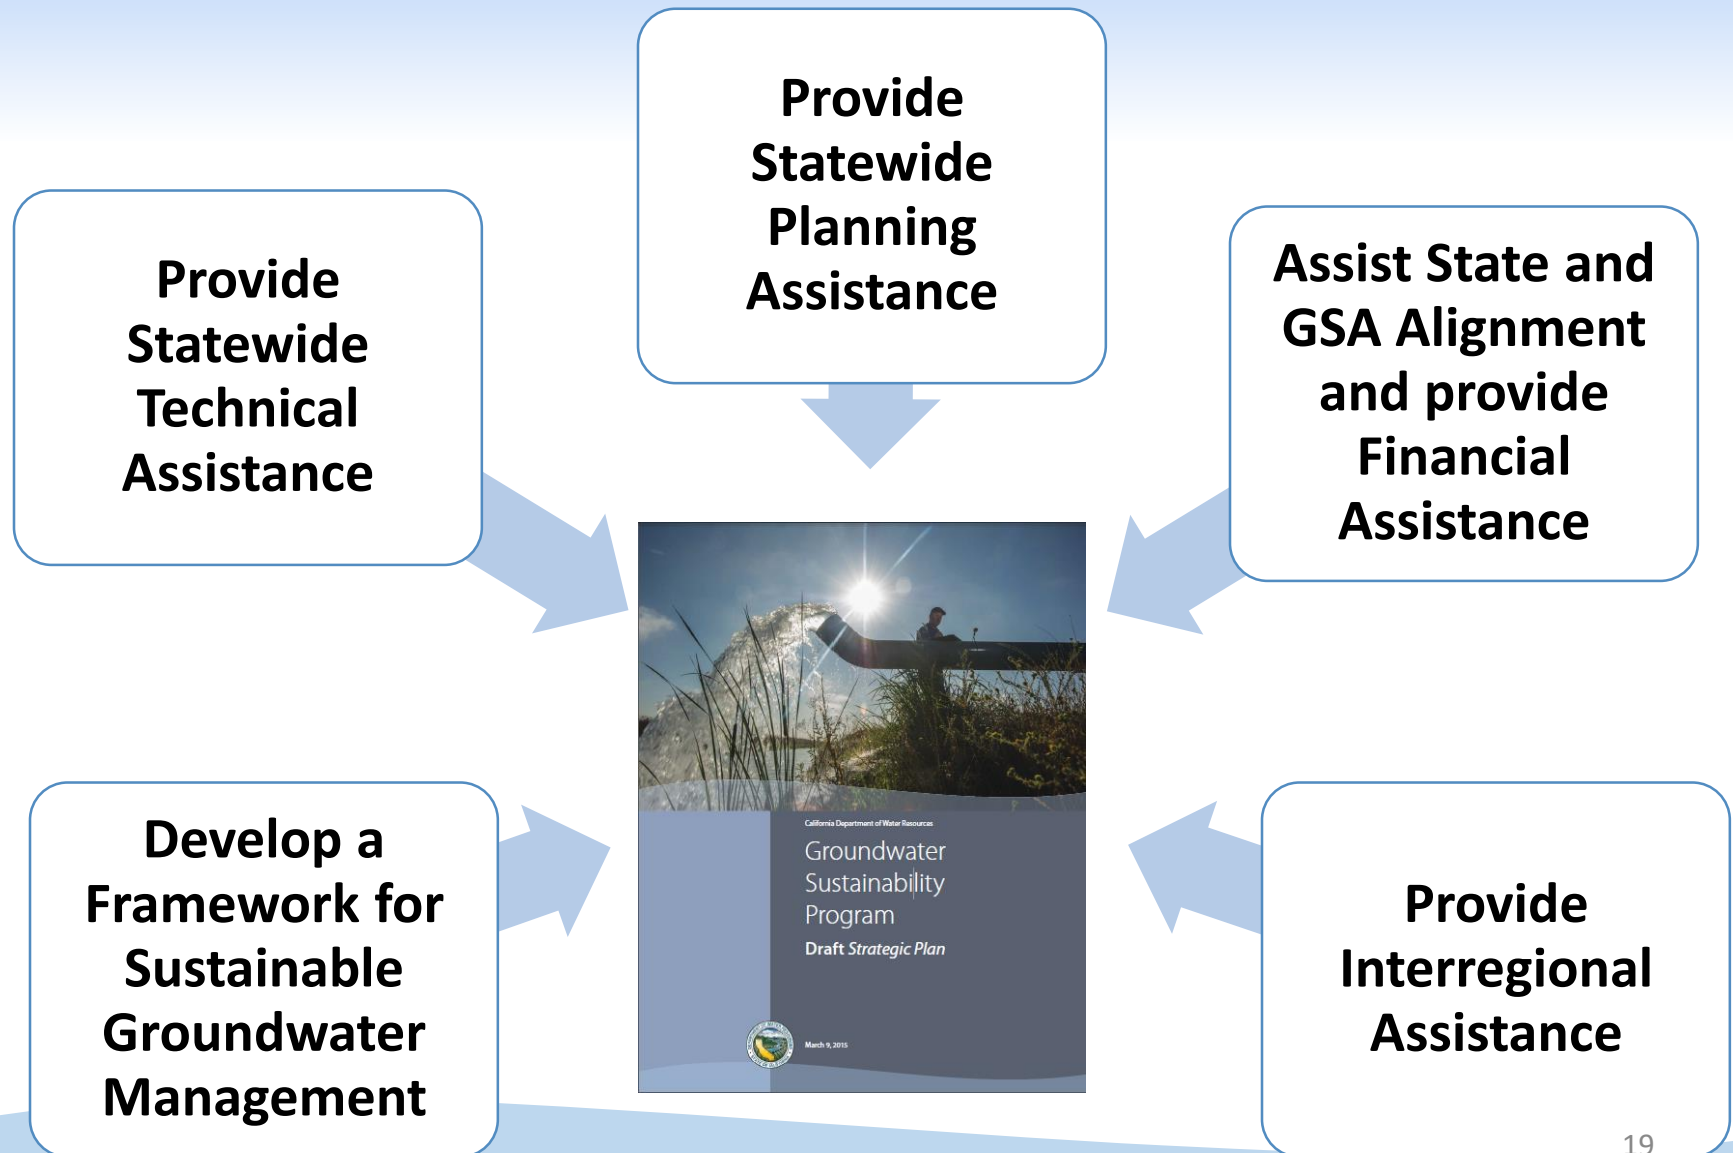 Provide
Statewide
Planning
Assistance
Provide
Statewide
Technical
Assistance
Assist State and
GSA Alignment
and provide
Financial
Assistance
Develop a
Framework for
Sustainable
Groundwater
Management
California Department of Water Resources
Groundwater
Sustainability
Program
Draft Strategic Plan
March 9, 2015
Provide
Interregional
Assistance
19